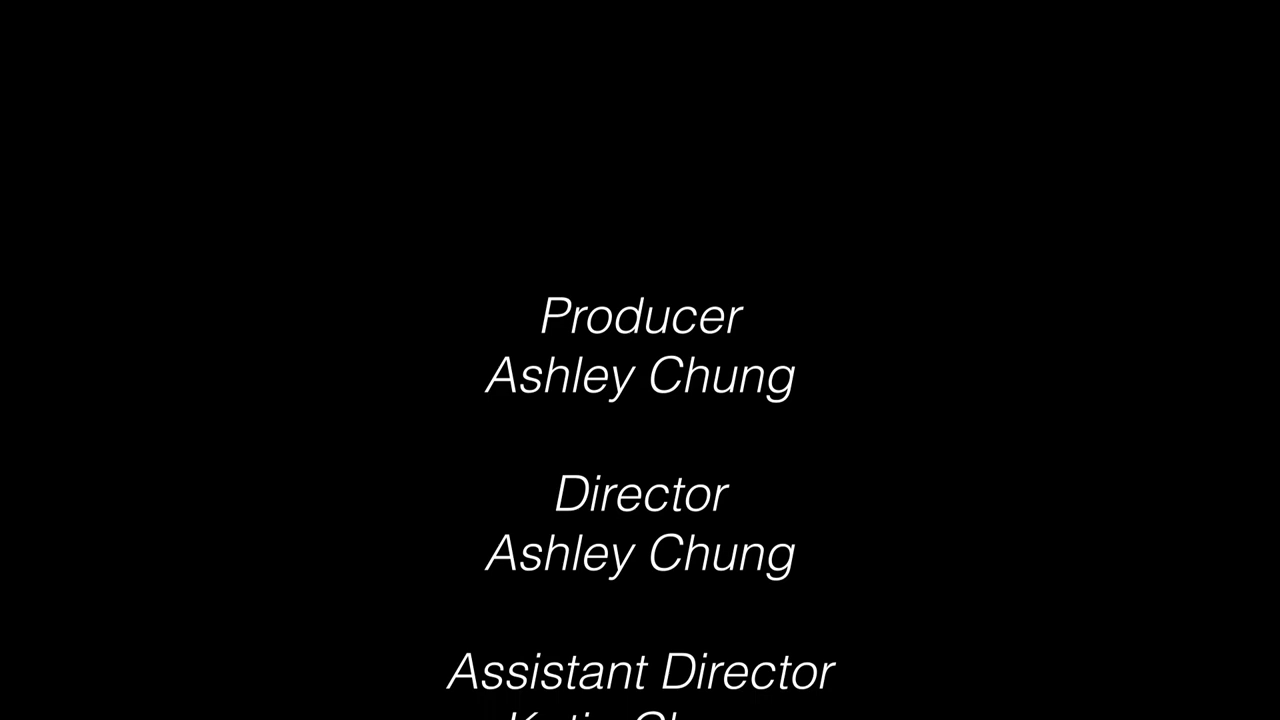 Producer
Ashley Chung
Director
Ashley Chung
Assistant Director